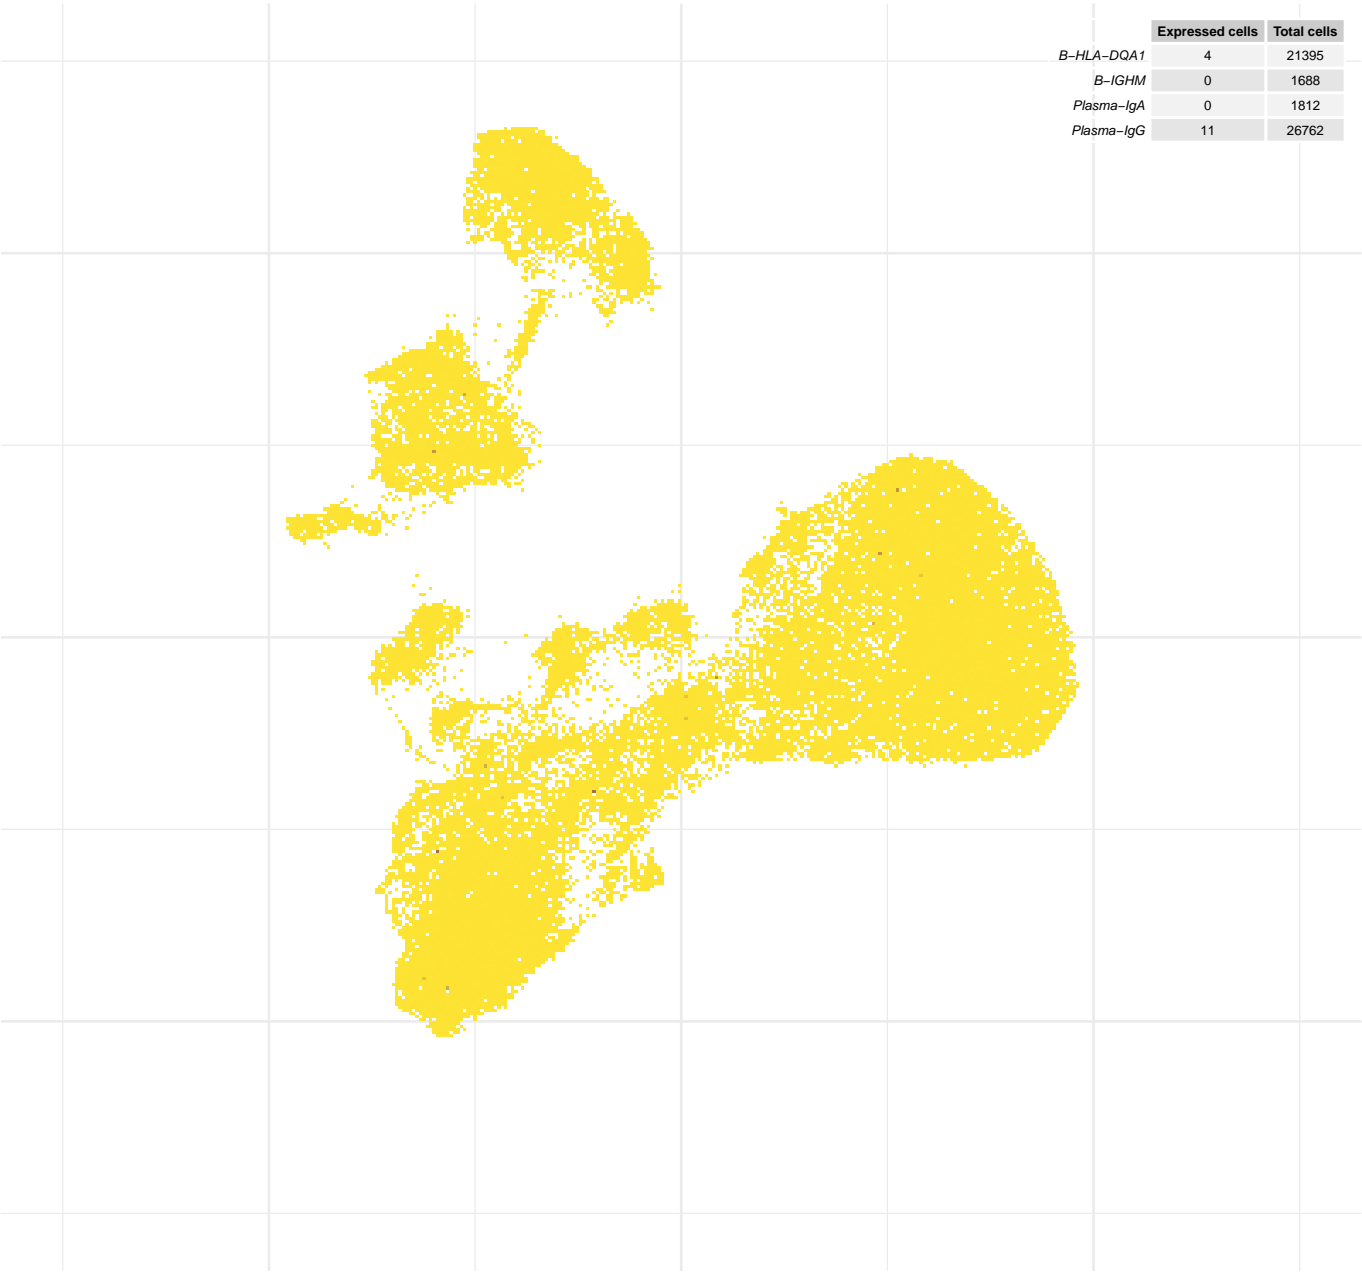 Expressed cells Total cells
B−HLA−DQA1 4 21395
B−IGHM 0 1688
Plasma−IgA 0 1812
Plasma−IgG 11 26762